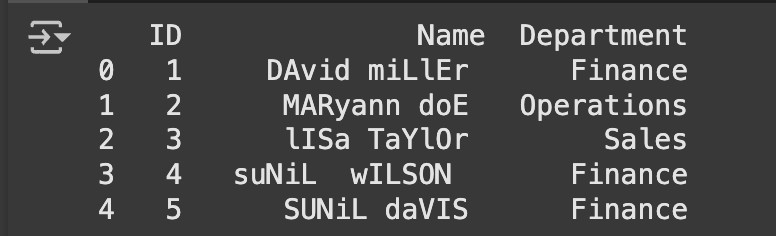 ID Name Department
0 1 DAvid miLlEr Finance
1 2 MARyann doE Operations
2 3 lISa TaYlOr Sales
3 4 suNiL  wILSON Finance
4 5 SUNiL daVIS Finance